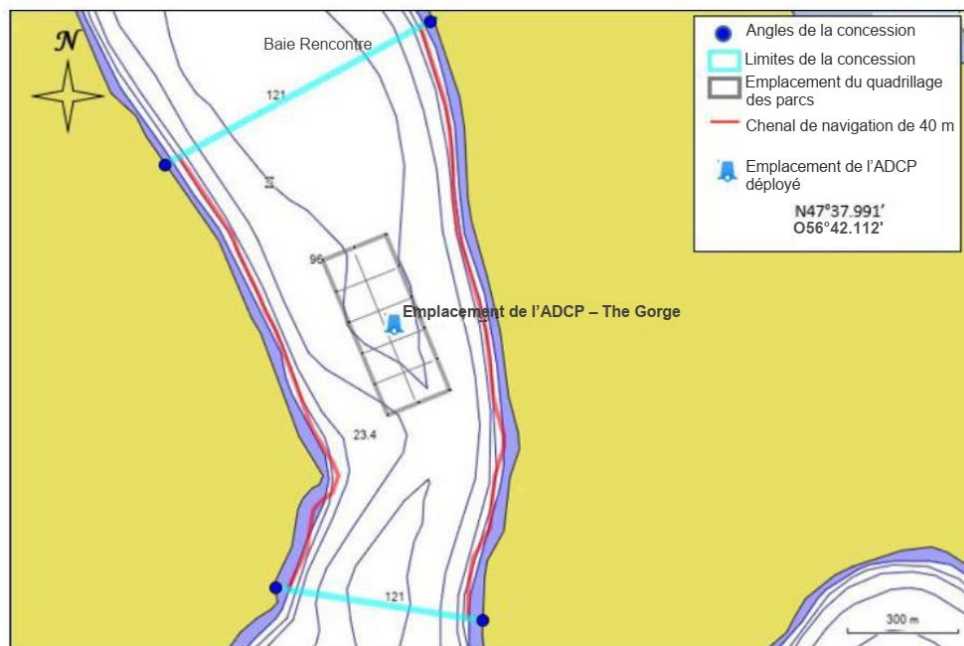 N
Baie Rencontre
121
96
Emplacement de l’ADCP – The Gorge
23.4
121
Angles de la concession
Limites de la concession
Emplacement du quadrillage
des parcs
Chenal de navigation de 40 m
Emplacement de l’ADCP
déployé
N47°37.991’
O56°42.112’
300 m